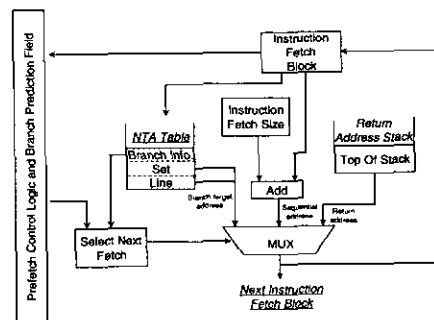 Prefetch Control Logic and Branch Prediction Field
Instruction
Fetch
Block
NTA Table
Branch Info.
Set
Line
Instruction
Fetch Size
Return
Address Stack
Top Of Stack
Add
Branch target
address
Sequential
address
Return
address
Select Next
Fetch
MUX
Next Instruction
Fetch Block